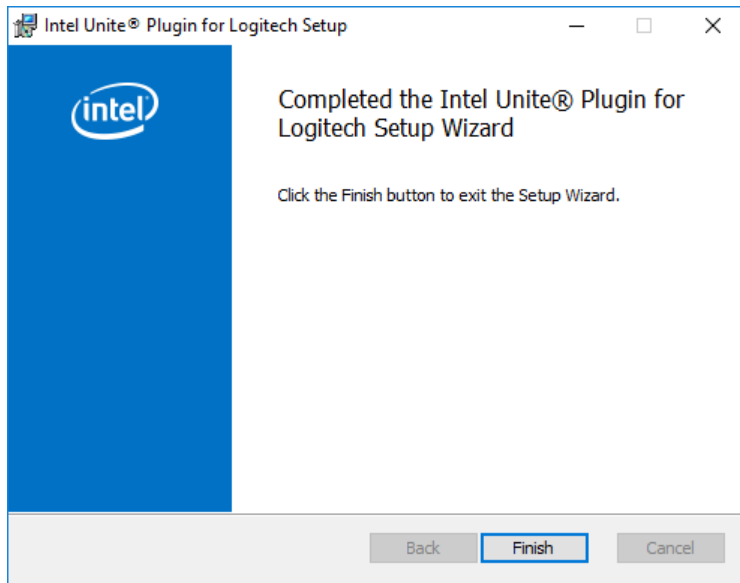 Intel Unite® Plugin for Logitech Setup
intel
Completed the Intel Unite® Plugin for
Logitech Setup Wizard
Click the Finish button to exit the Setup Wizard.
Back Finish Cancel